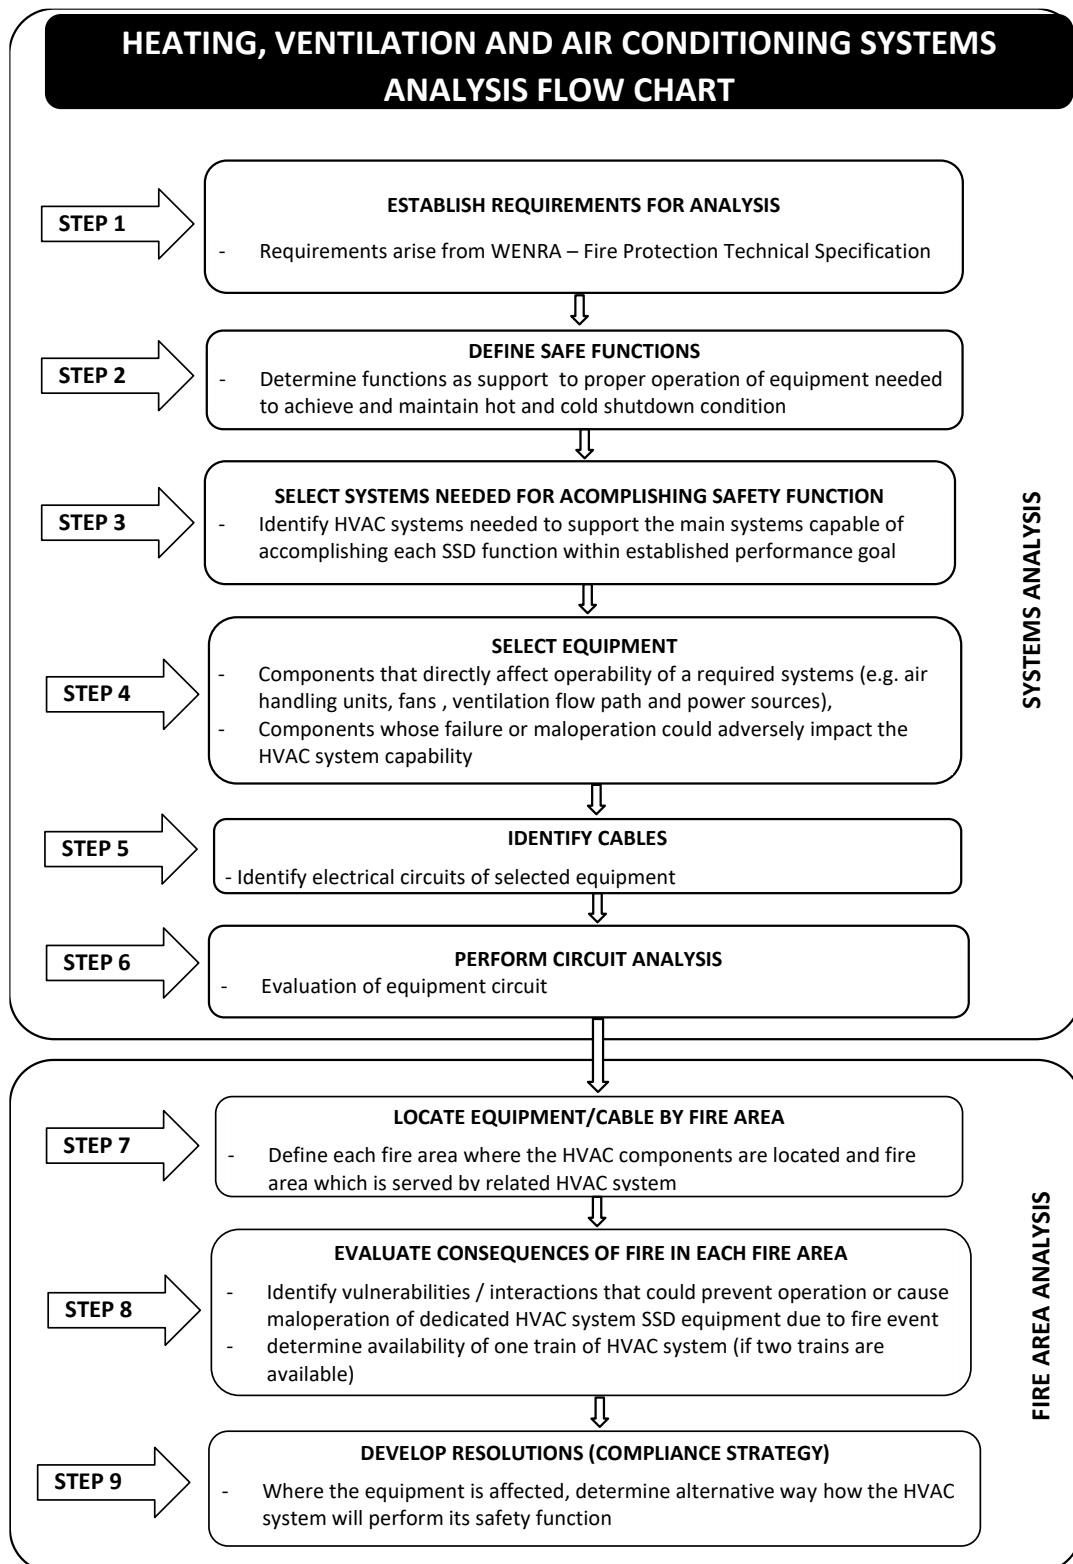 HEATING, VENTILATION AND AIR CONDITIONING SYSTEMS
ANALYSIS FLOW CHART
STEP 1
ESTABLISH REQUIREMENTS FOR ANALYSIS
- Requirements arise from WENRA – Fire Protection Technical Specification
STEP 2
DEFINE SAFE FUNCTIONS
- Determine functions as support to proper operation of equipment needed
to achieve and maintain hot and cold shutdown condition
STEP 3
SELECT SYSTEMS NEEDED FOR ACOMPLISHING SAFETY FUNCTION
- Identify HVAC systems needed to support the main systems capable of
accomplishing each SSD function within established performance goal
STEP 4
SELECT EQUIPMENT
- Components that directly affect operability of a required systems (e.g. air
handling units, fans , ventilation flow path and power sources),
- Components whose failure or maloperation could adversely impact the
HVAC system capability
STEP 5
IDENTIFY CABLES
- Identify electrical circuits of selected equipment
STEP 6
PERFORM CIRCUIT ANALYSIS
- Evaluation of equipment circuit
SYSTEMS ANALYSIS
STEP 7
LOCATE EQUIPMENT/CABLE BY FIRE AREA
- Define each fire area where the HVAC components are located and fire
area which is served by related HVAC system
STEP 8
EVALUATE CONSEQUENCES OF FIRE IN EACH FIRE AREA
- Identify vulnerabilities / interactions that could prevent operation or cause
maloperation of dedicated HVAC system SSD equipment due to fire event
- determine availability of one train of HVAC system (if two trains are
available)
STEP 9
DEVELOP RESOLUTIONS (COMPLIANCE STRATEGY)
- Where the equipment is affected, determine alternative way how the HVAC
system will perform its safety function
FIRE AREA ANALYSIS